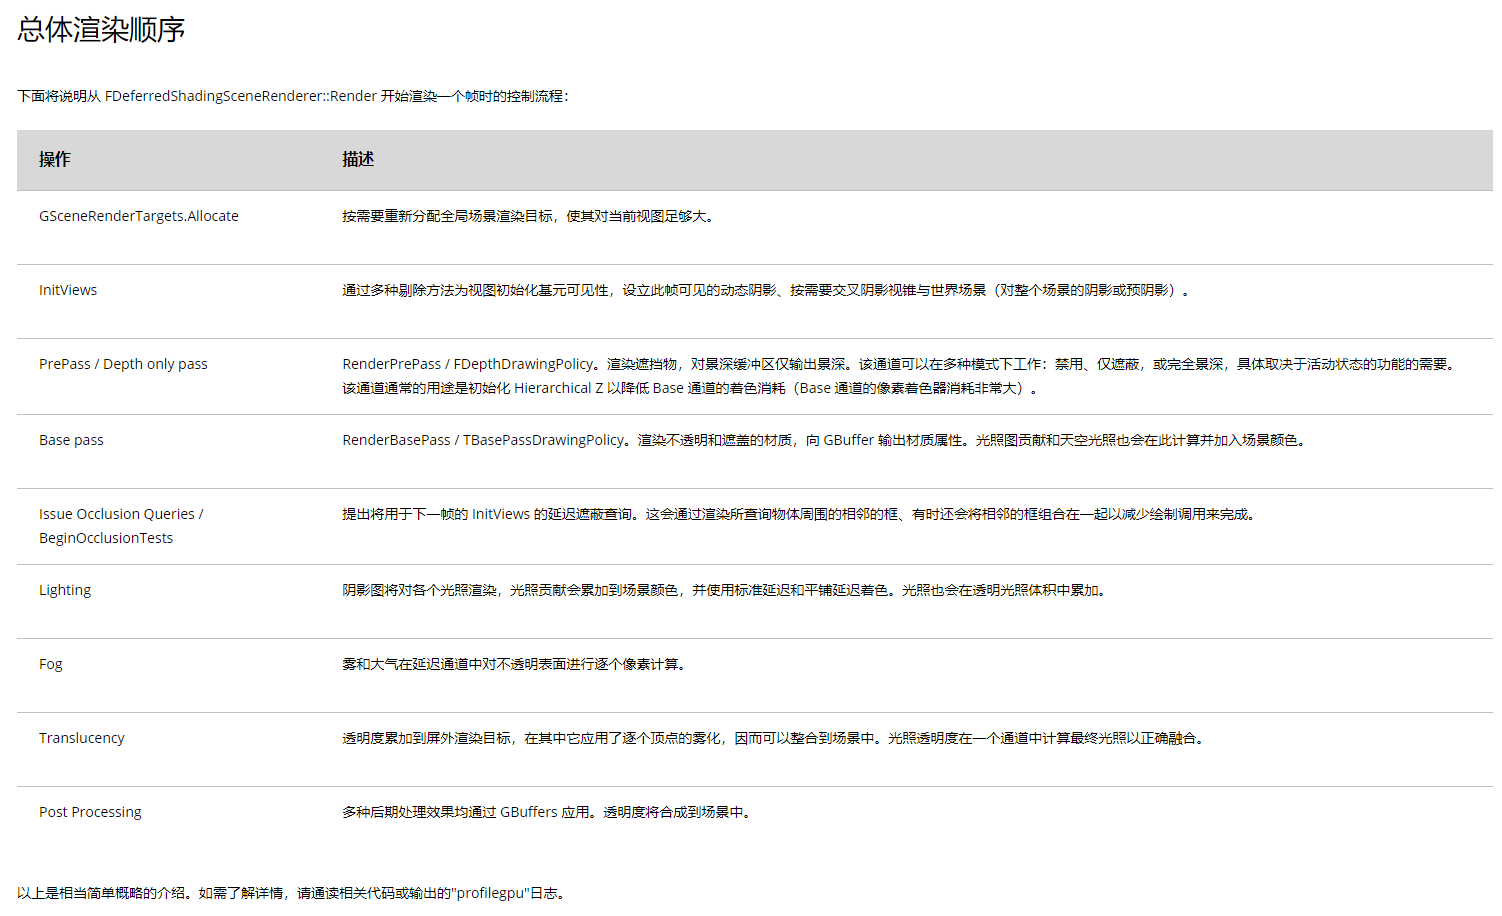 总体渲染顺序
下面将说明从 FDeferredShadingSceneRenderer::Render 开始渲染一个帧时的控制流程：
操作 描述
GSceneRenderTargets.Allocate 按需要重新分配全局场景渲染目标，使其对当前视图足够大。
InitViews 通过多种剔除方法为视图初始化基元可见性，设立此帧可见的动态阴影、按需要交叉阴影视锥与世界场景（对整个场景的阴影或预阴影）。
PrePass / Depth only pass RenderPrePass / FDepthDrawingPolicy。渲染遮挡物，对景深缓冲区仅输出景深。该通道可以在多种模式下工作：禁用、仅遮蔽，或完全景深，具体取决于活动状态的功能的需要。
该通道通常的用途是初始化 Hierarchical Z 以降低 Base 通道的着色消耗（Base 通道的像素着色器消耗非常大）。
Base pass RenderBasePass / TBasePassDrawingPolicy。渲染不透明和遮盖的材质，向 GBuffer 输出材质属性。光照图贡献和天空光照也会在此计算并加入场景颜色。
Issue Occlusion Queries / 提出将用于下一帧的 InitViews 的延迟遮蔽查询。这会通过渲染所查询物体周围的相邻的框、有时还会将相邻的框组合在一起以减少绘制调用来完成。
BeginOcclusionTests
Lighting 阴影图将对各个光照渲染，光照贡献会累加到场景颜色，并使用标准延迟和平铺延迟着色。光照也会在透明光照体积中累加。
Fog 雾和大气在延迟通道中对不透明表面进行逐个像素计算。
Translucency 透明度累加到屏外渲染目标，在其中它应用了逐个顶点的雾化，因而可以整合到场景中。光照透明度在一个通道中计算最终光照以正确融合。
Post Processing 多种后期处理效果均通过 GBuffers 应用。透明度将合成到场景中。
以上是相当简单概略的介绍。如需了解详情，请通读相关代码或输出的"profilegpu"日志。